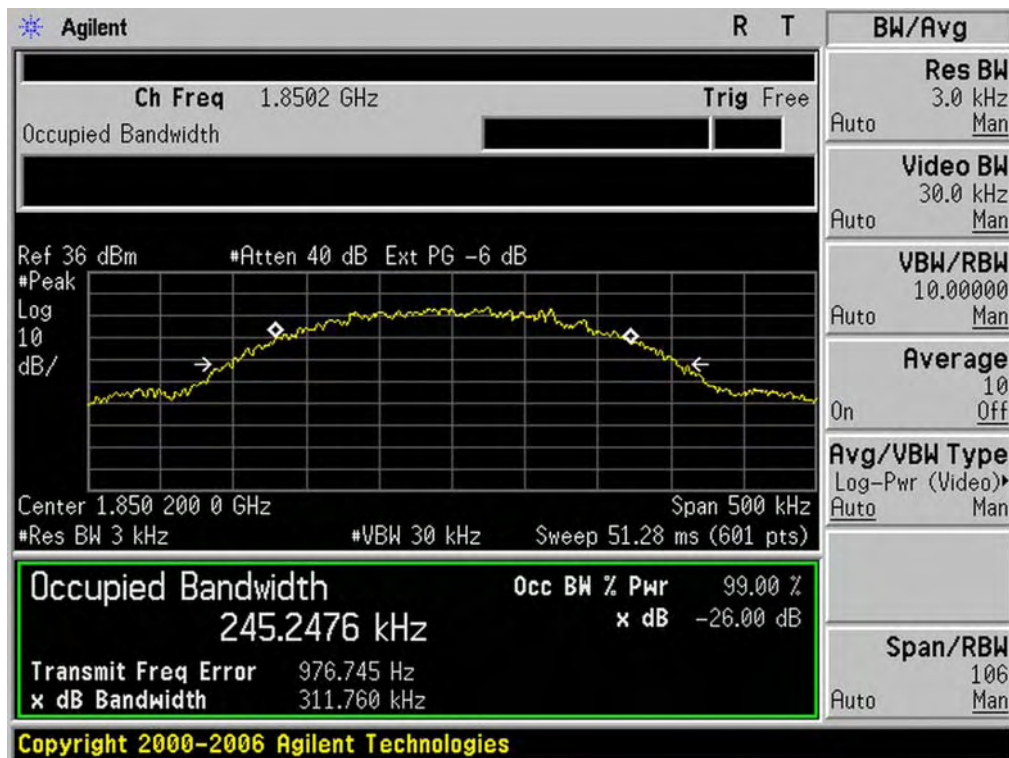 Agilent R T
Ch Freq 1.8502 GHz Trig Free
Occupied Bandwidth
Ref 36 dBm #Atten 40 dB Ext PG -6 dB
#Peak
Log
10
dB/
Center 1.850 200 0 GHz Span 500 kHz
#Res BW 3 kHz #VBW 30 kHz Sweep 51.28 ms (601 pts)
Occupied Bandwidth
245.2476 kHz
Occ BW % Pwr 99.00 %
x dB -26.00 dB
Transmit Freq Error 976.745 Hz
x dB Bandwidth 311.760 kHz
Copyright 2000-2006 Agilent Technologies
BW/Avg
Res BW
3.0 kHz
Auto Man
Video BW
30.0 kHz
Auto Man
VBW/RBW
10.00000
Auto Man
Average
10
On Off
Avg/VBW Type
Log-Pwr (Video)
Auto Man
Span/RBW
106
Auto Man